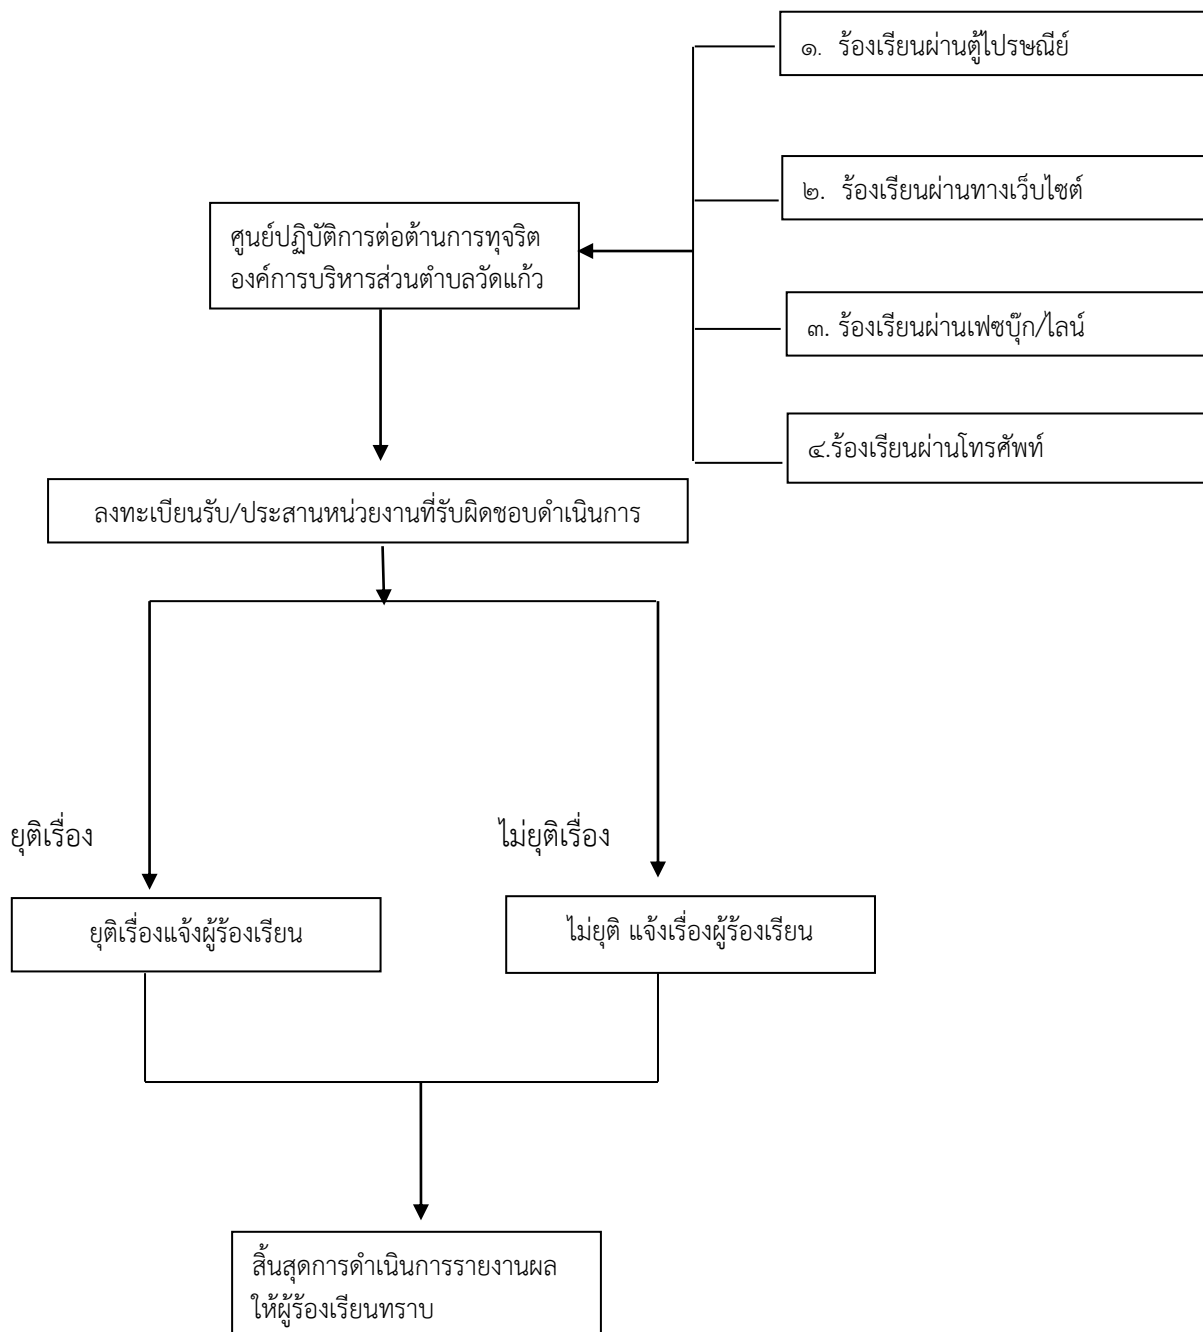 ๑. ร้องเรียนผ่านตู้ไปรษณีย์
๒. ร้องเรียนผ่านทางเว็บไซต์
ศูนย์ปฏิบัติการต่อต้านการทุจริต
องค์การบริหารส่วนตำบลวัดแก้ว
๓. ร้องเรียนผ่านเฟซบุ๊ก/ไลน์
๔.ร้องเรียนผ่านโทรศัพท์
ลงทะเบียนรับ/ประสานหน่วยงานที่รับผิดชอบดำเนินการ
ยุติเรื่อง
ไม่ยุติเรื่อง
ยุติเรื่องแจ้งผู้ร้องเรียน
ไม่ยุติ แจ้งเรื่องผู้ร้องเรียน
สิ้นสุดการดำเนินการรายงานผล
ให้ผู้ร้องเรียนทราบ